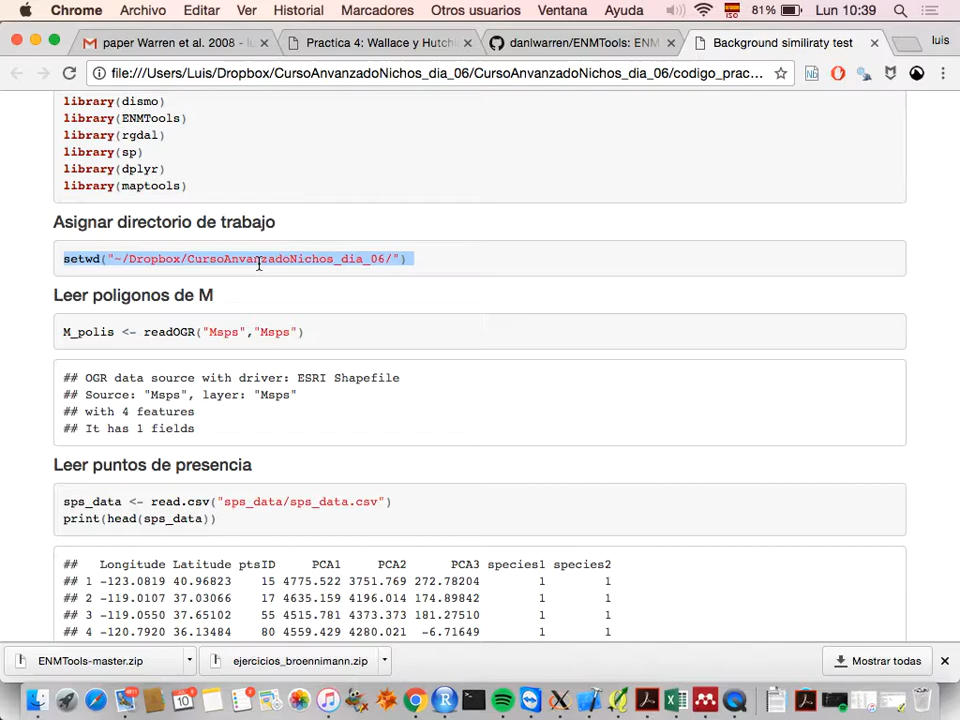 Chrome Archivo Editar Ver Historial Marcadores Otros usuarios Ventana Ayuda ISO 81% Lun 10:39
paper Warren et al. 2008 - lu × Practica 4: Wallace y Hutchi × danlwarren/ENMTools: ENM × Background similiraty test × luis
file:///Users/Luis/Dropbox/CursoAnvanzadoNichos_dia_06/CursoAnvanzadoNichos_dia_06/codigo_prac...
library(dismo)
library(ENMTools)
library(rgdal)
library(sp)
library(dplyr)
library(maptools)
Asignar directorio de trabajo
setwd("~/Dropbox/CursoAnvanzadoNichos_dia_06/")
Leer poligonos de M
M_polis <- readOGR("Msps","Msps")
## OGR data source with driver: ESRI Shapefile
## Source: "Msps", layer: "Msps"
## with 4 features
## It has 1 fields
Leer puntos de presencia
sps_data <- read.csv("sps_data/sps_data.csv")
print(head(sps_data))
## Longitude Latitude ptsID PCA1 PCA2 PCA3 species1 species2
## 1 -123.0819 40.96823 15 4775.522 3751.769 272.78204 1 1
## 2 -119.0107 37.03066 17 4635.159 4196.014 174.89842 1 1
## 3 -119.0550 37.65102 55 4515.781 4373.373 181.27510 1 1
## 4 -120.7920 36.13484 80 4559.429 4280.021 -6.71649 1 1
ENMTools-master.zip ejercicios_broennimann.zip Mostrar todas ×